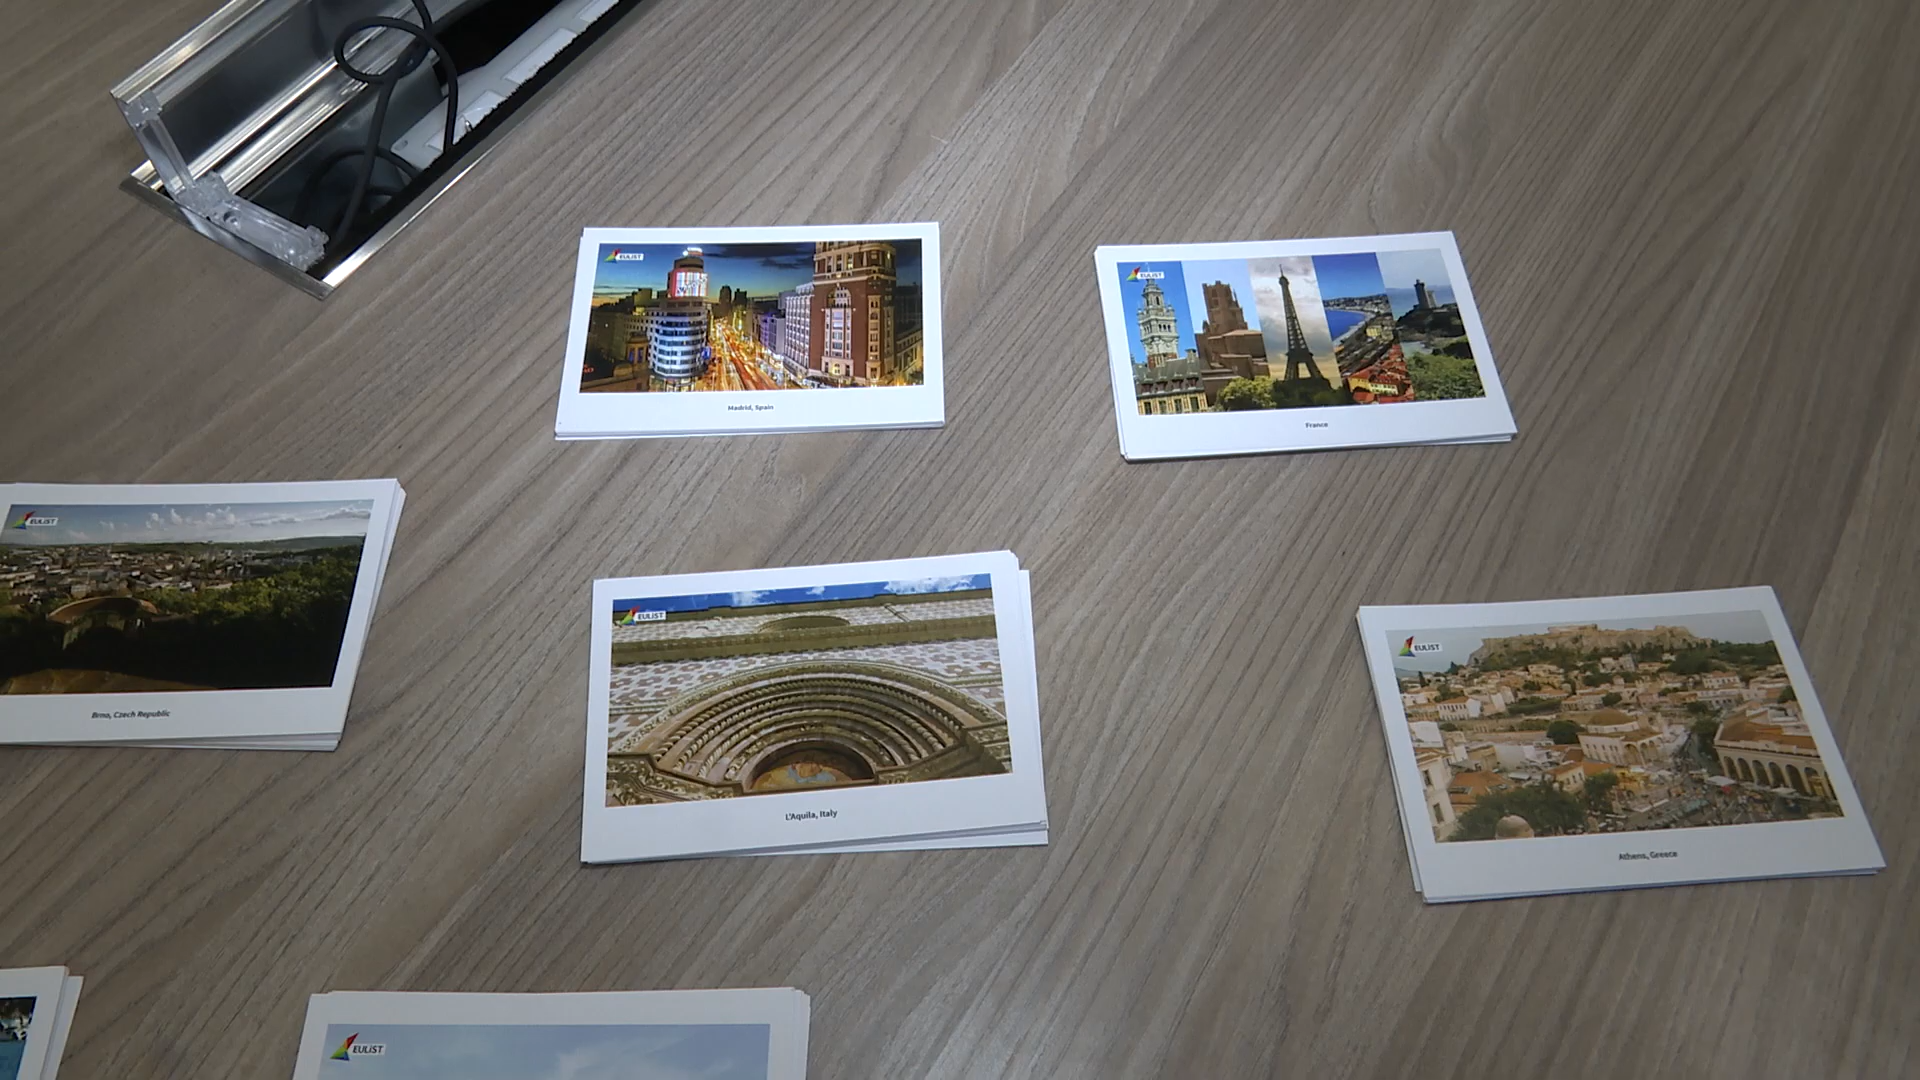 EULiST
Madrid, Spain
EULiST
France
EULiST
Brno, Czech Republic
EULiST
L'Aquila, Italy
EULiST
Athens, Greece
EULiST